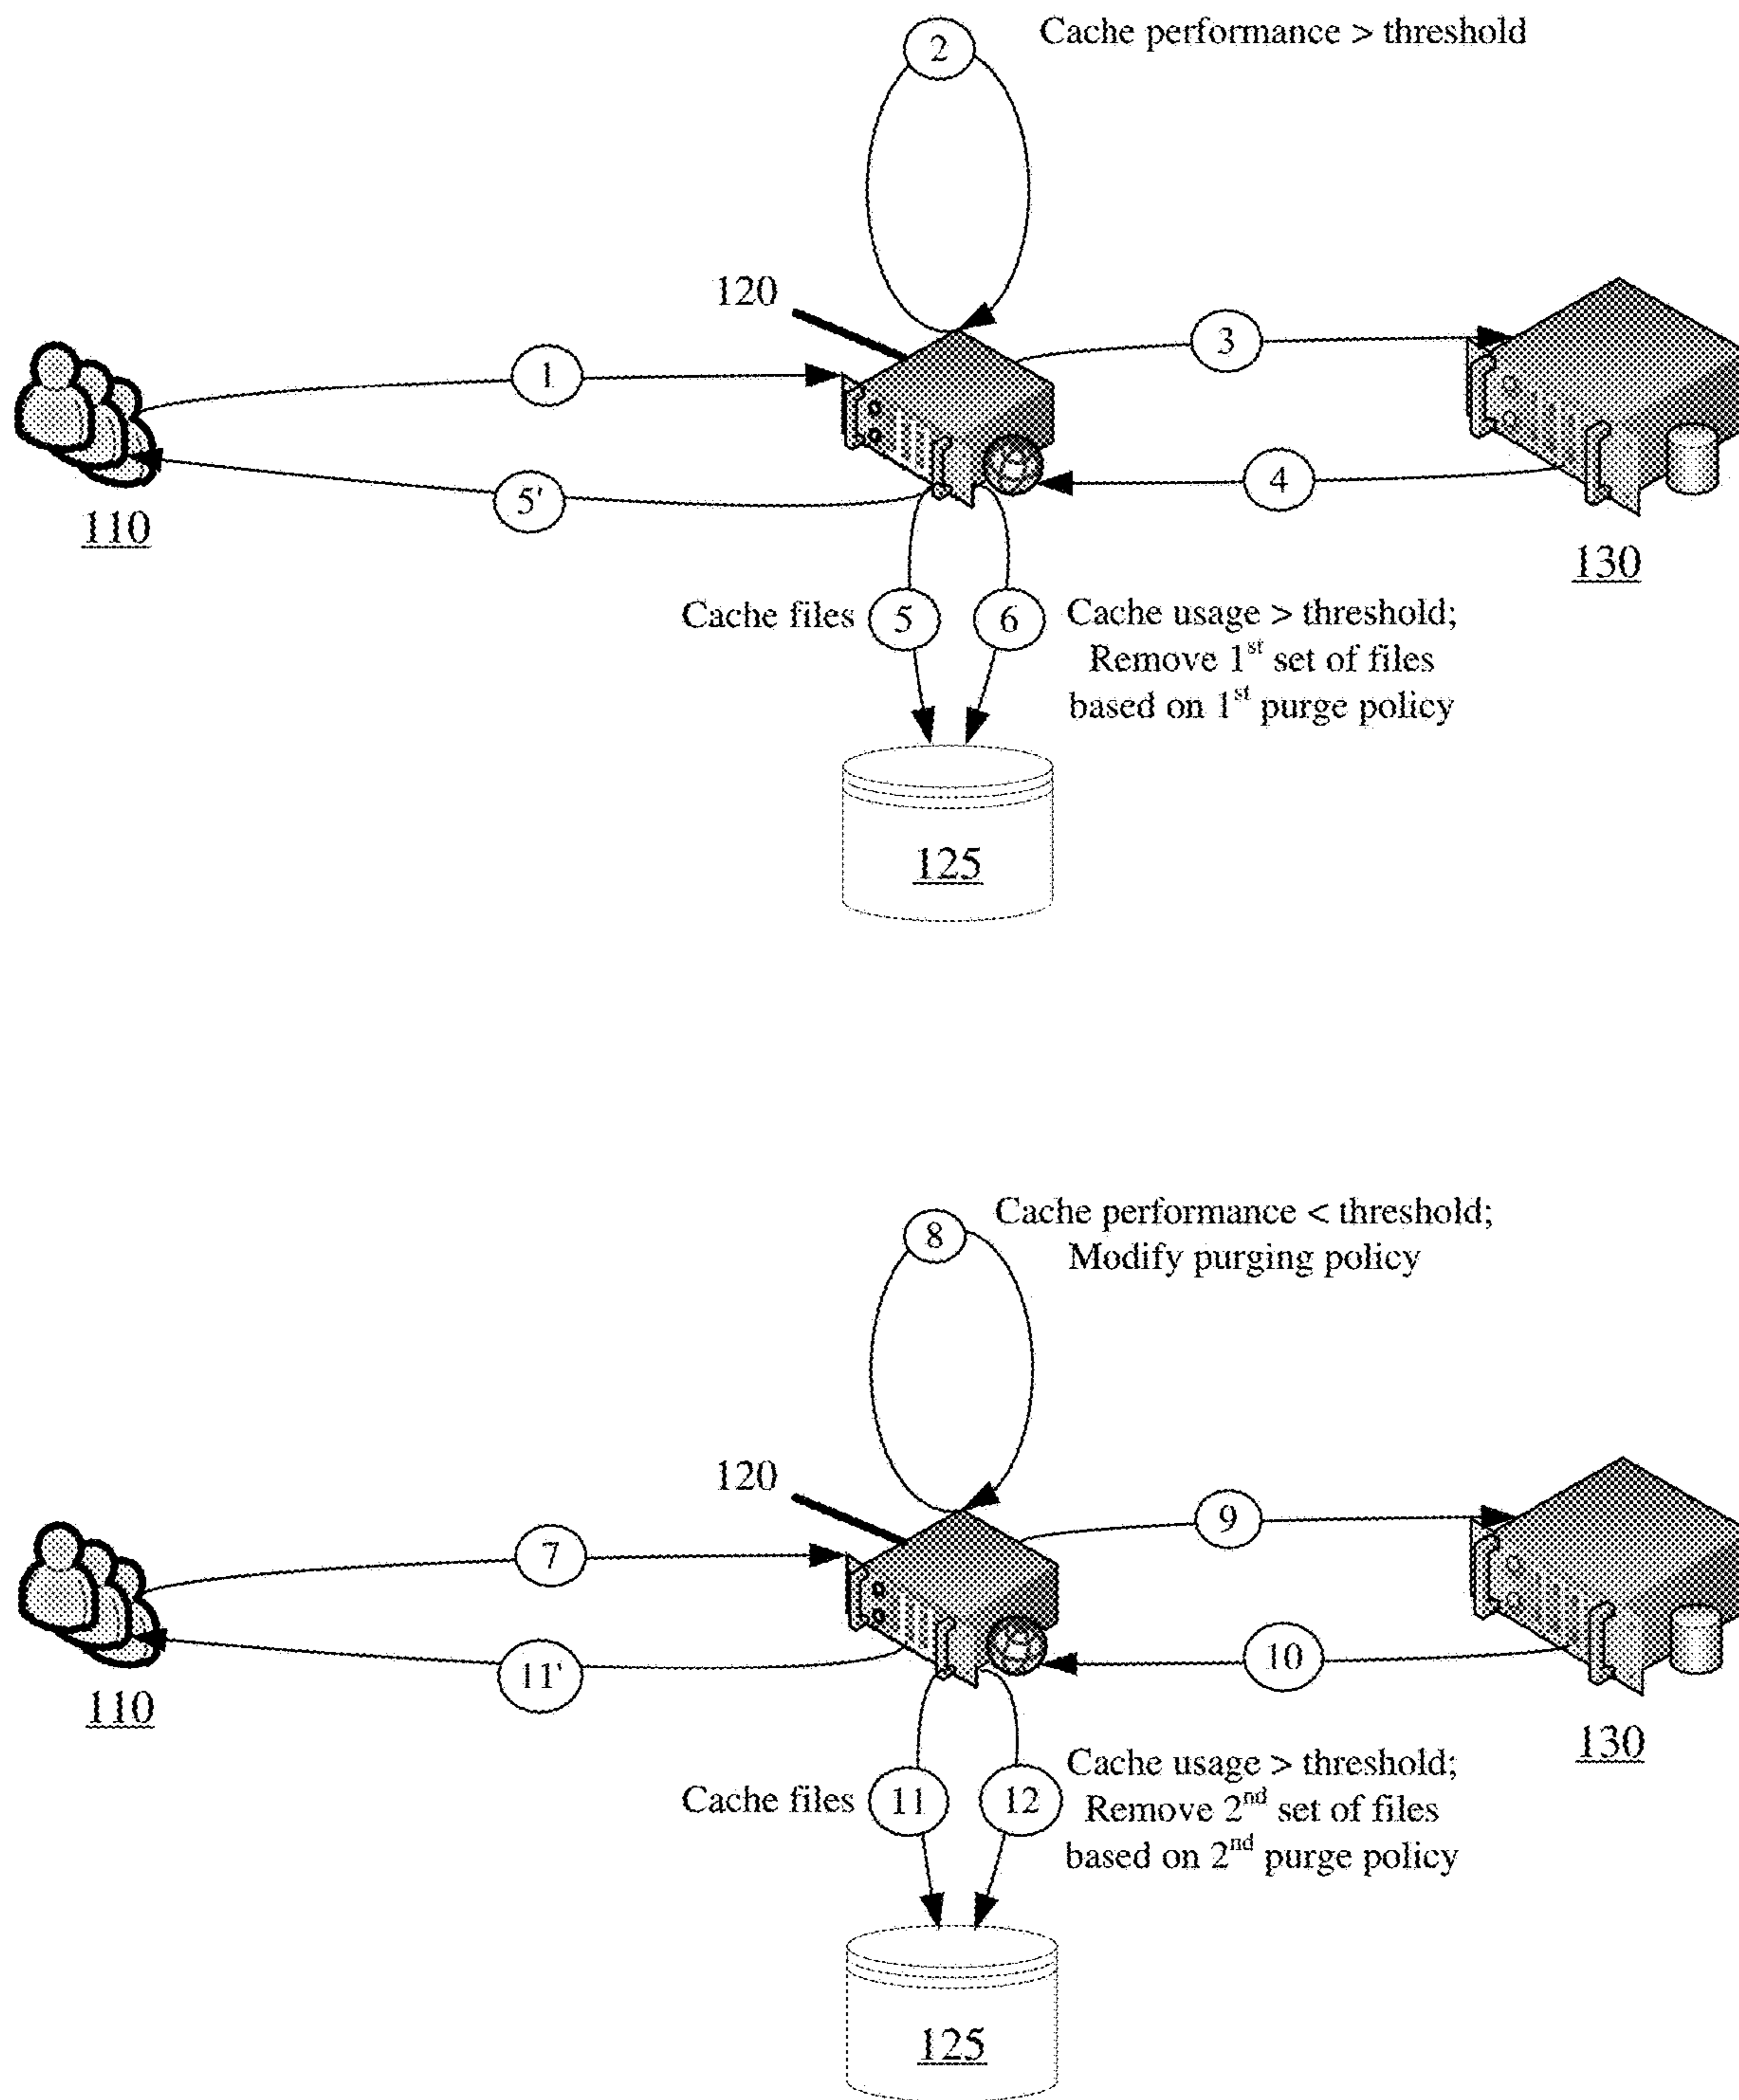 2
Cache performance > threshold
120
1
3
5'
4
110
130
Cache files
5
6
Cache usage > threshold;
Remove 1st set of files
based on 1st purge policy
125
8
Cache performance < threshold;
Modify purging policy
120
7
9
11'
10
110
130
Cache files
11
12
Cache usage > threshold;
Remove 2nd set of files
based on 2nd purge policy
125